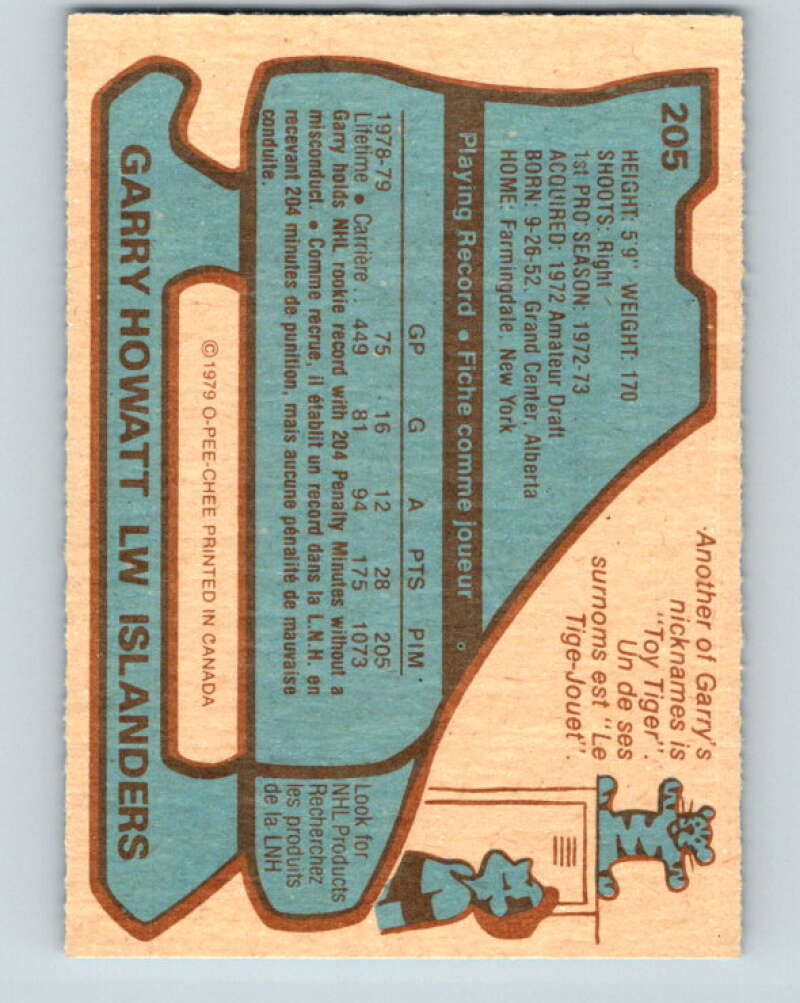 205
HEIGHT: 5'9" WEIGHT: 170
SHOOTS: Right
1st PRO SEASON: 1972-73
ACQUIRED: 1972 Amateur Draft
BORN: 9-26-52, Grand Center, Alberta
HOME: Farmingdale, New York
Another of Garry's
nicknames is
"Toy Tiger".
Un de ses
surnoms est "Le
Tige-Jouet".
Playing Record • Fiche comme joueur
GP G A PTS PIM
1978-79 75 16 12 28 205
Lifetime • Carrière .. 449 81 94 175 1073
Garry holds NHL rookie record with 204 Penalty Minutes without a
misconduct. • Comme recrue, il établit un record dans la L.N.H. en
recevant 204 minutes de punition, mais aucune pénalité de mauvaise
conduite.
Look for
NHL Products
Recherchez
les produits
de la LNH
© 1979 O-PEE-CHEE PRINTED IN CANADA
GARRY HOWATT LW ISLANDERS